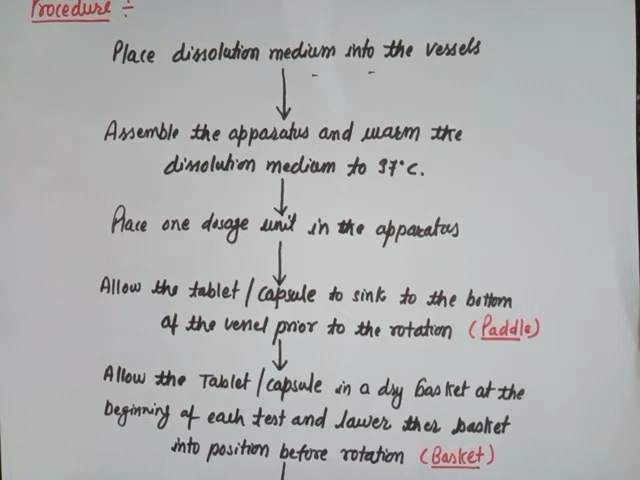 Procedure ÷
Place dissolution medium into the vessels
Assemble the apparatus and warm the
dissolution medium to 37°C.
Place one dosage unit in the apparatus
Allow the tablet/capsule to sink to the bottom
of the vessel prior to the rotation (Paddle)
Allow the Tablet/capsule in a dry basket at the
beginning of each test and lower ther basket
into position before rotation (Basket)